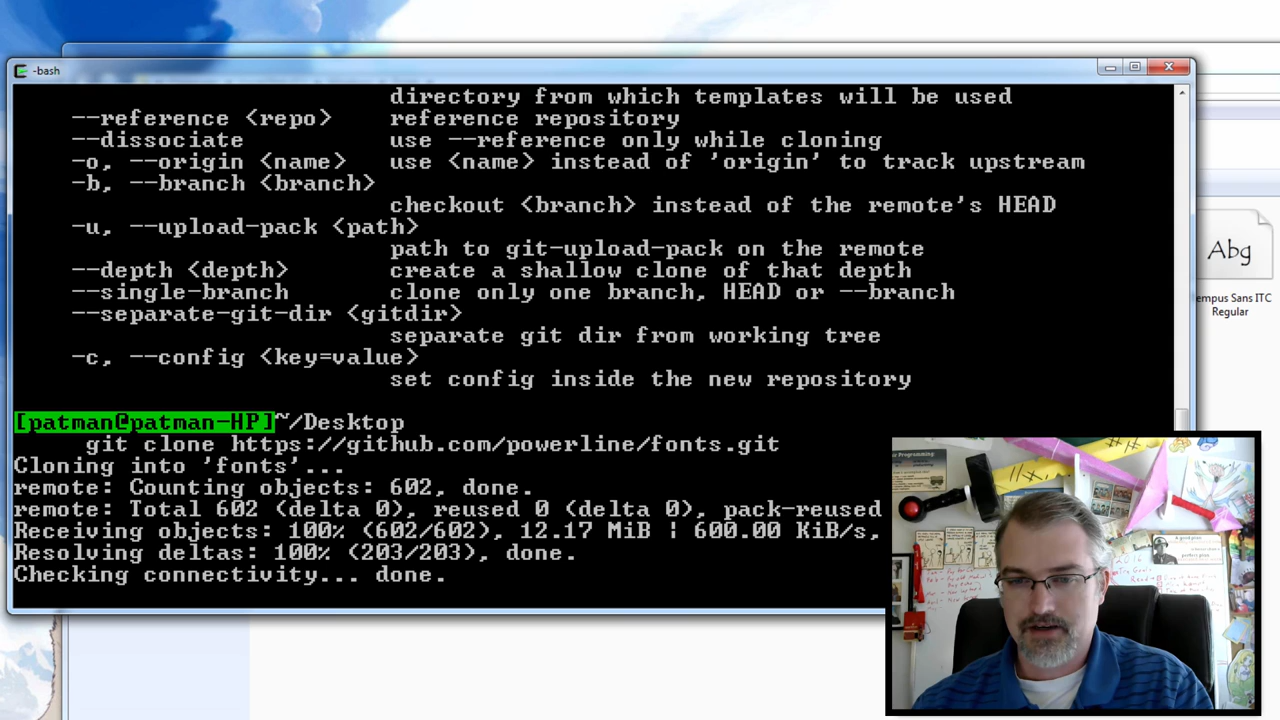 -bash
directory from which templates will be used
--reference <repo> reference repository
--dissociate use --reference only while cloning
-o, --origin <name> use <name> instead of 'origin' to track upstream
-b, --branch <branch>
checkout <branch> instead of the remote's HEAD
-u, --upload-pack <path>
path to git-upload-pack on the remote
--depth <depth> create a shallow clone of that depth
--single-branch clone only one branch, HEAD or --branch
--separate-git-dir <gitdir>
separate git dir from working tree
-c, --config <key=value>
set config inside the new repository
[patman@patman-HP]~/Desktop
git clone https://github.com/powerline/fonts.git
Cloning into 'fonts'...
remote: Counting objects: 602, done.
remote: Total 602 (delta 0), reused 0 (delta 0), pack-reused
Receiving objects: 100% (602/602), 12.17 MiB | 600.00 KiB/s,
Resolving deltas: 100% (203/203), done.
Checking connectivity... done.
Abg
empus Sans ITC
Regular